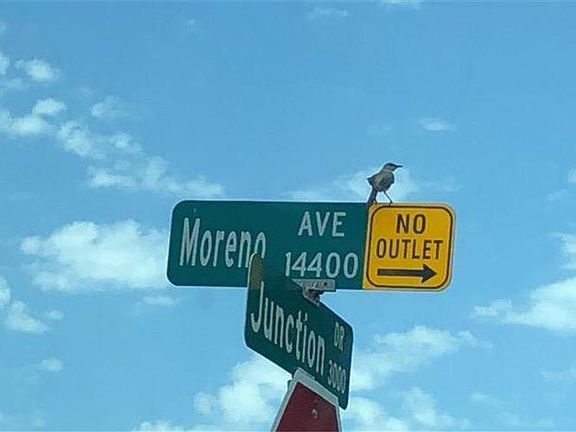 Moreno AVE
14400
NO
OUTLET
Junction DR
3000